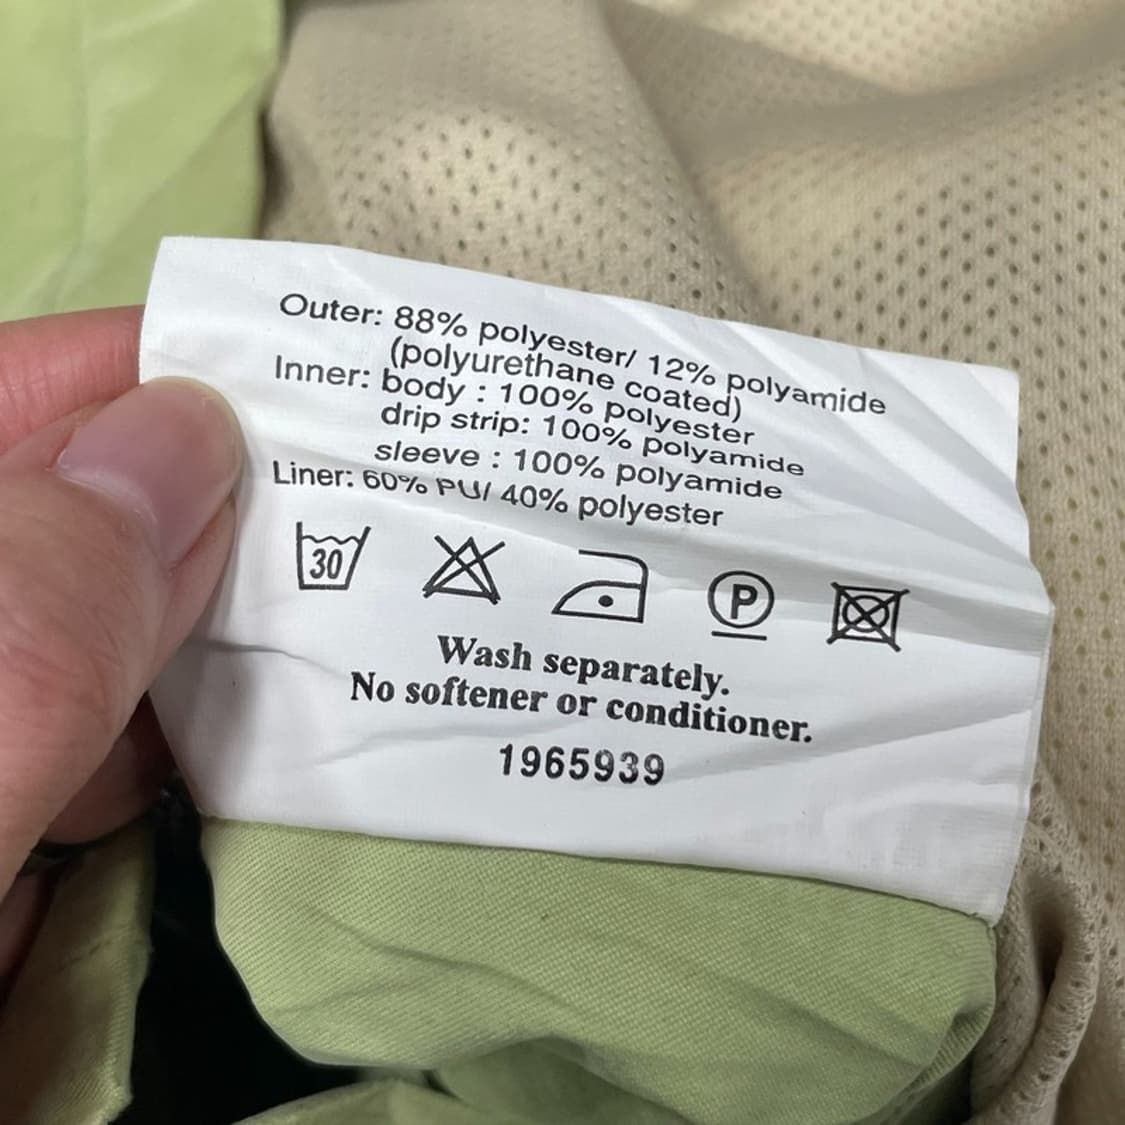 Outer: 88% polyester/ 12% polyamide
(polyurethane coated)
Inner: body : 100% polyester
drip strip: 100% polyamide
sleeve : 100% polyamide
Liner: 60% PU/ 40% polyester
30 P
Wash separately.
No softener or conditioner.
1965939